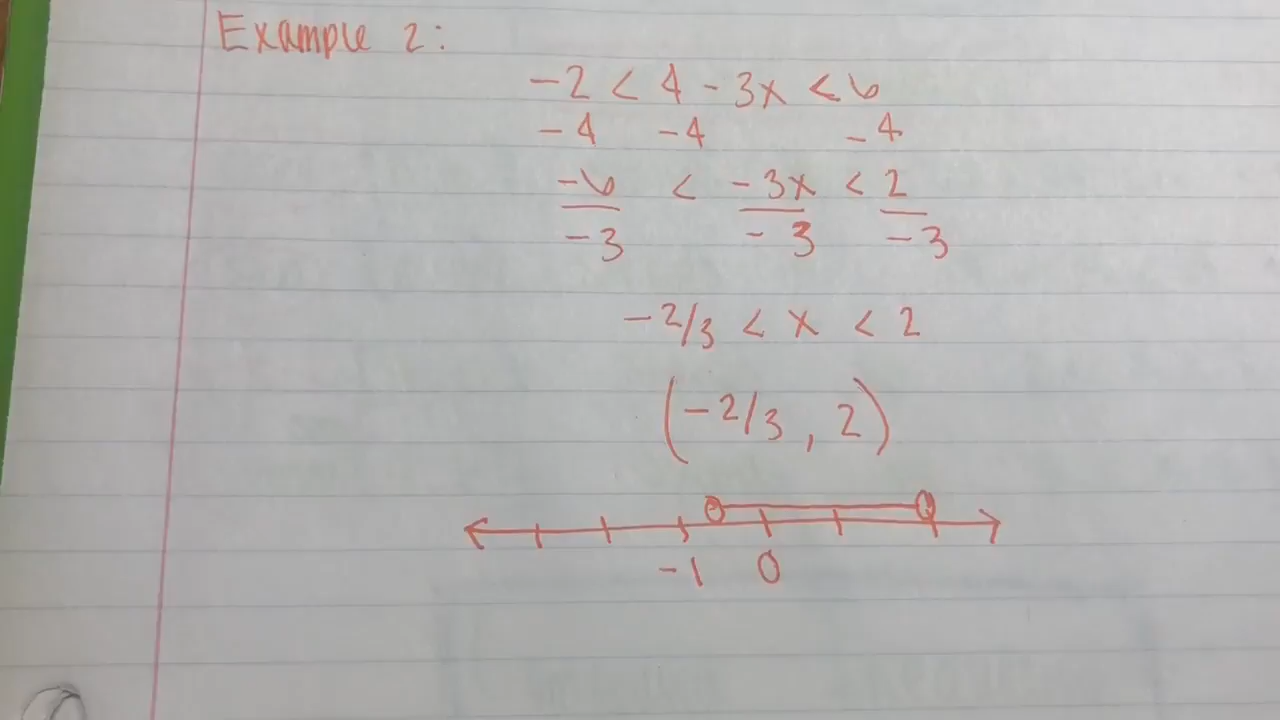 Example 2:
-2 < 4 - 3x < 6
-4 -4 -4
-6 < -3x < 2
-3 -3 -3
-2/3 < x < 2
(-2/3, 2)
-1 0